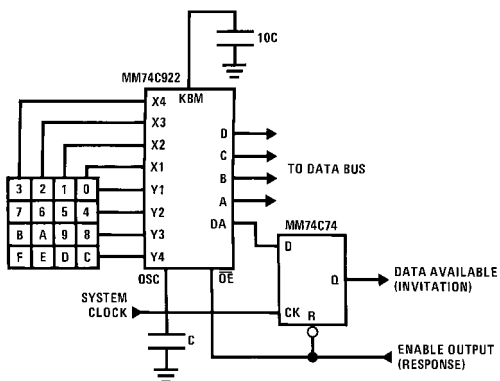 10C
MM74C922
KBM
X4
X3
X2
X1
Y1
Y2
Y3
Y4
D
C
B
A
DA
TO DATA BUS
3 2 1 0
7 6 5 4
B A 9 8
F E D C
OSC
OE
MM74C74
D
Q
CK
R
DATA AVAILABLE
(INVITATION)
SYSTEM
CLOCK
C
ENABLE OUTPUT
(RESPONSE)